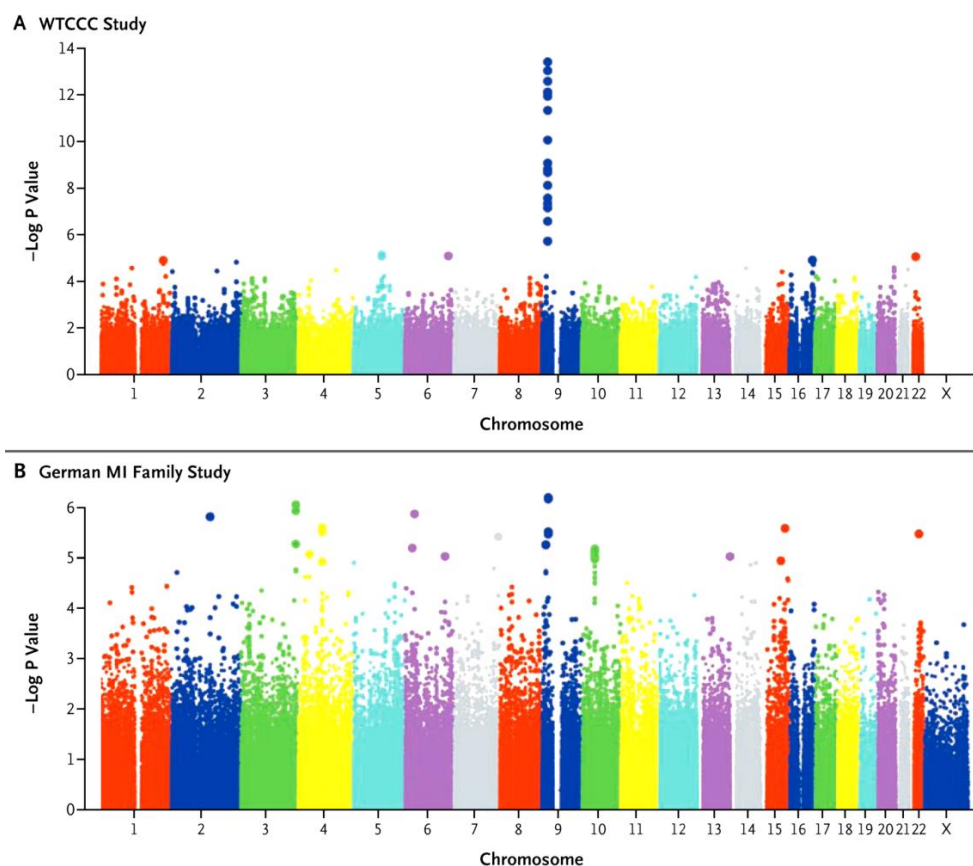 A WTCCC Study
14
12
10
8
6
4
2
0
−Log P Value
1 2 3 4 5 6 7 8 9 10 11 12 13 14 15 16 17 18 19 20 21 22 X
Chromosome
B German MI Family Study
6
5
4
3
2
1
0
−Log P Value
1 2 3 4 5 6 7 8 9 10 11 12 13 14 15 16 17 18 19 20 21 22 X
Chromosome